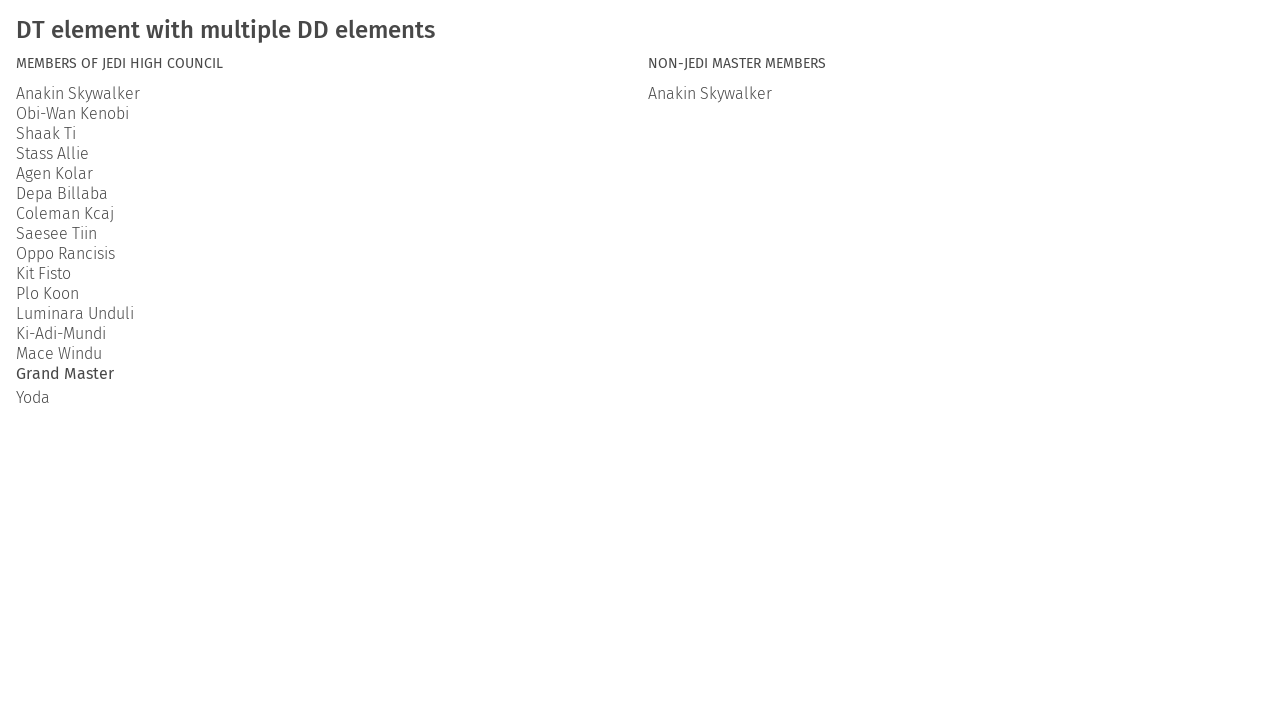 DT element with multiple DD elements
MEMBERS OF JEDI HIGH COUNCIL
Anakin Skywalker
Obi-Wan Kenobi
Shaak Ti
Stass Allie
Agen Kolar
Depa Billaba
Coleman Kcaj
Saesee Tiin
Oppo Rancisis
Kit Fisto
Plo Koon
Luminara Unduli
Ki-Adi-Mundi
Mace Windu
Grand Master
Yoda
NON-JEDI MASTER MEMBERS
Anakin Skywalker